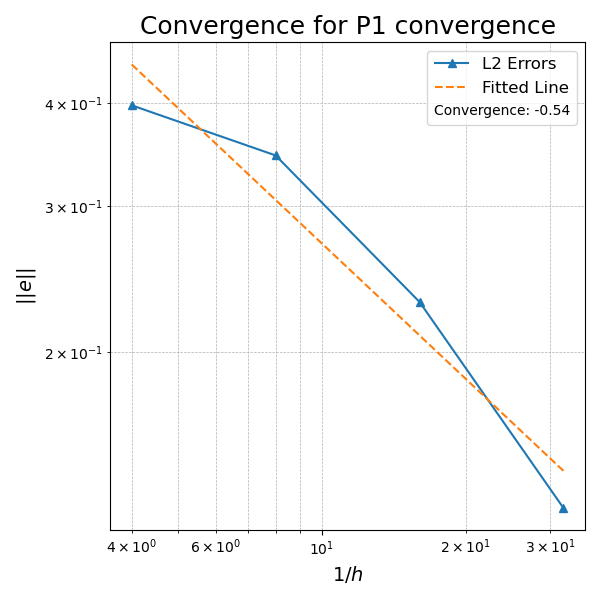 Convergence for P1 convergence
L2 Errors
Fitted Line
Convergence: -0.54
4 × 10⁻¹
3 × 10⁻¹
2 × 10⁻¹
||e||
4 × 10⁰ 6 × 10⁰ 10¹ 2 × 10¹ 3 × 10¹
1/h